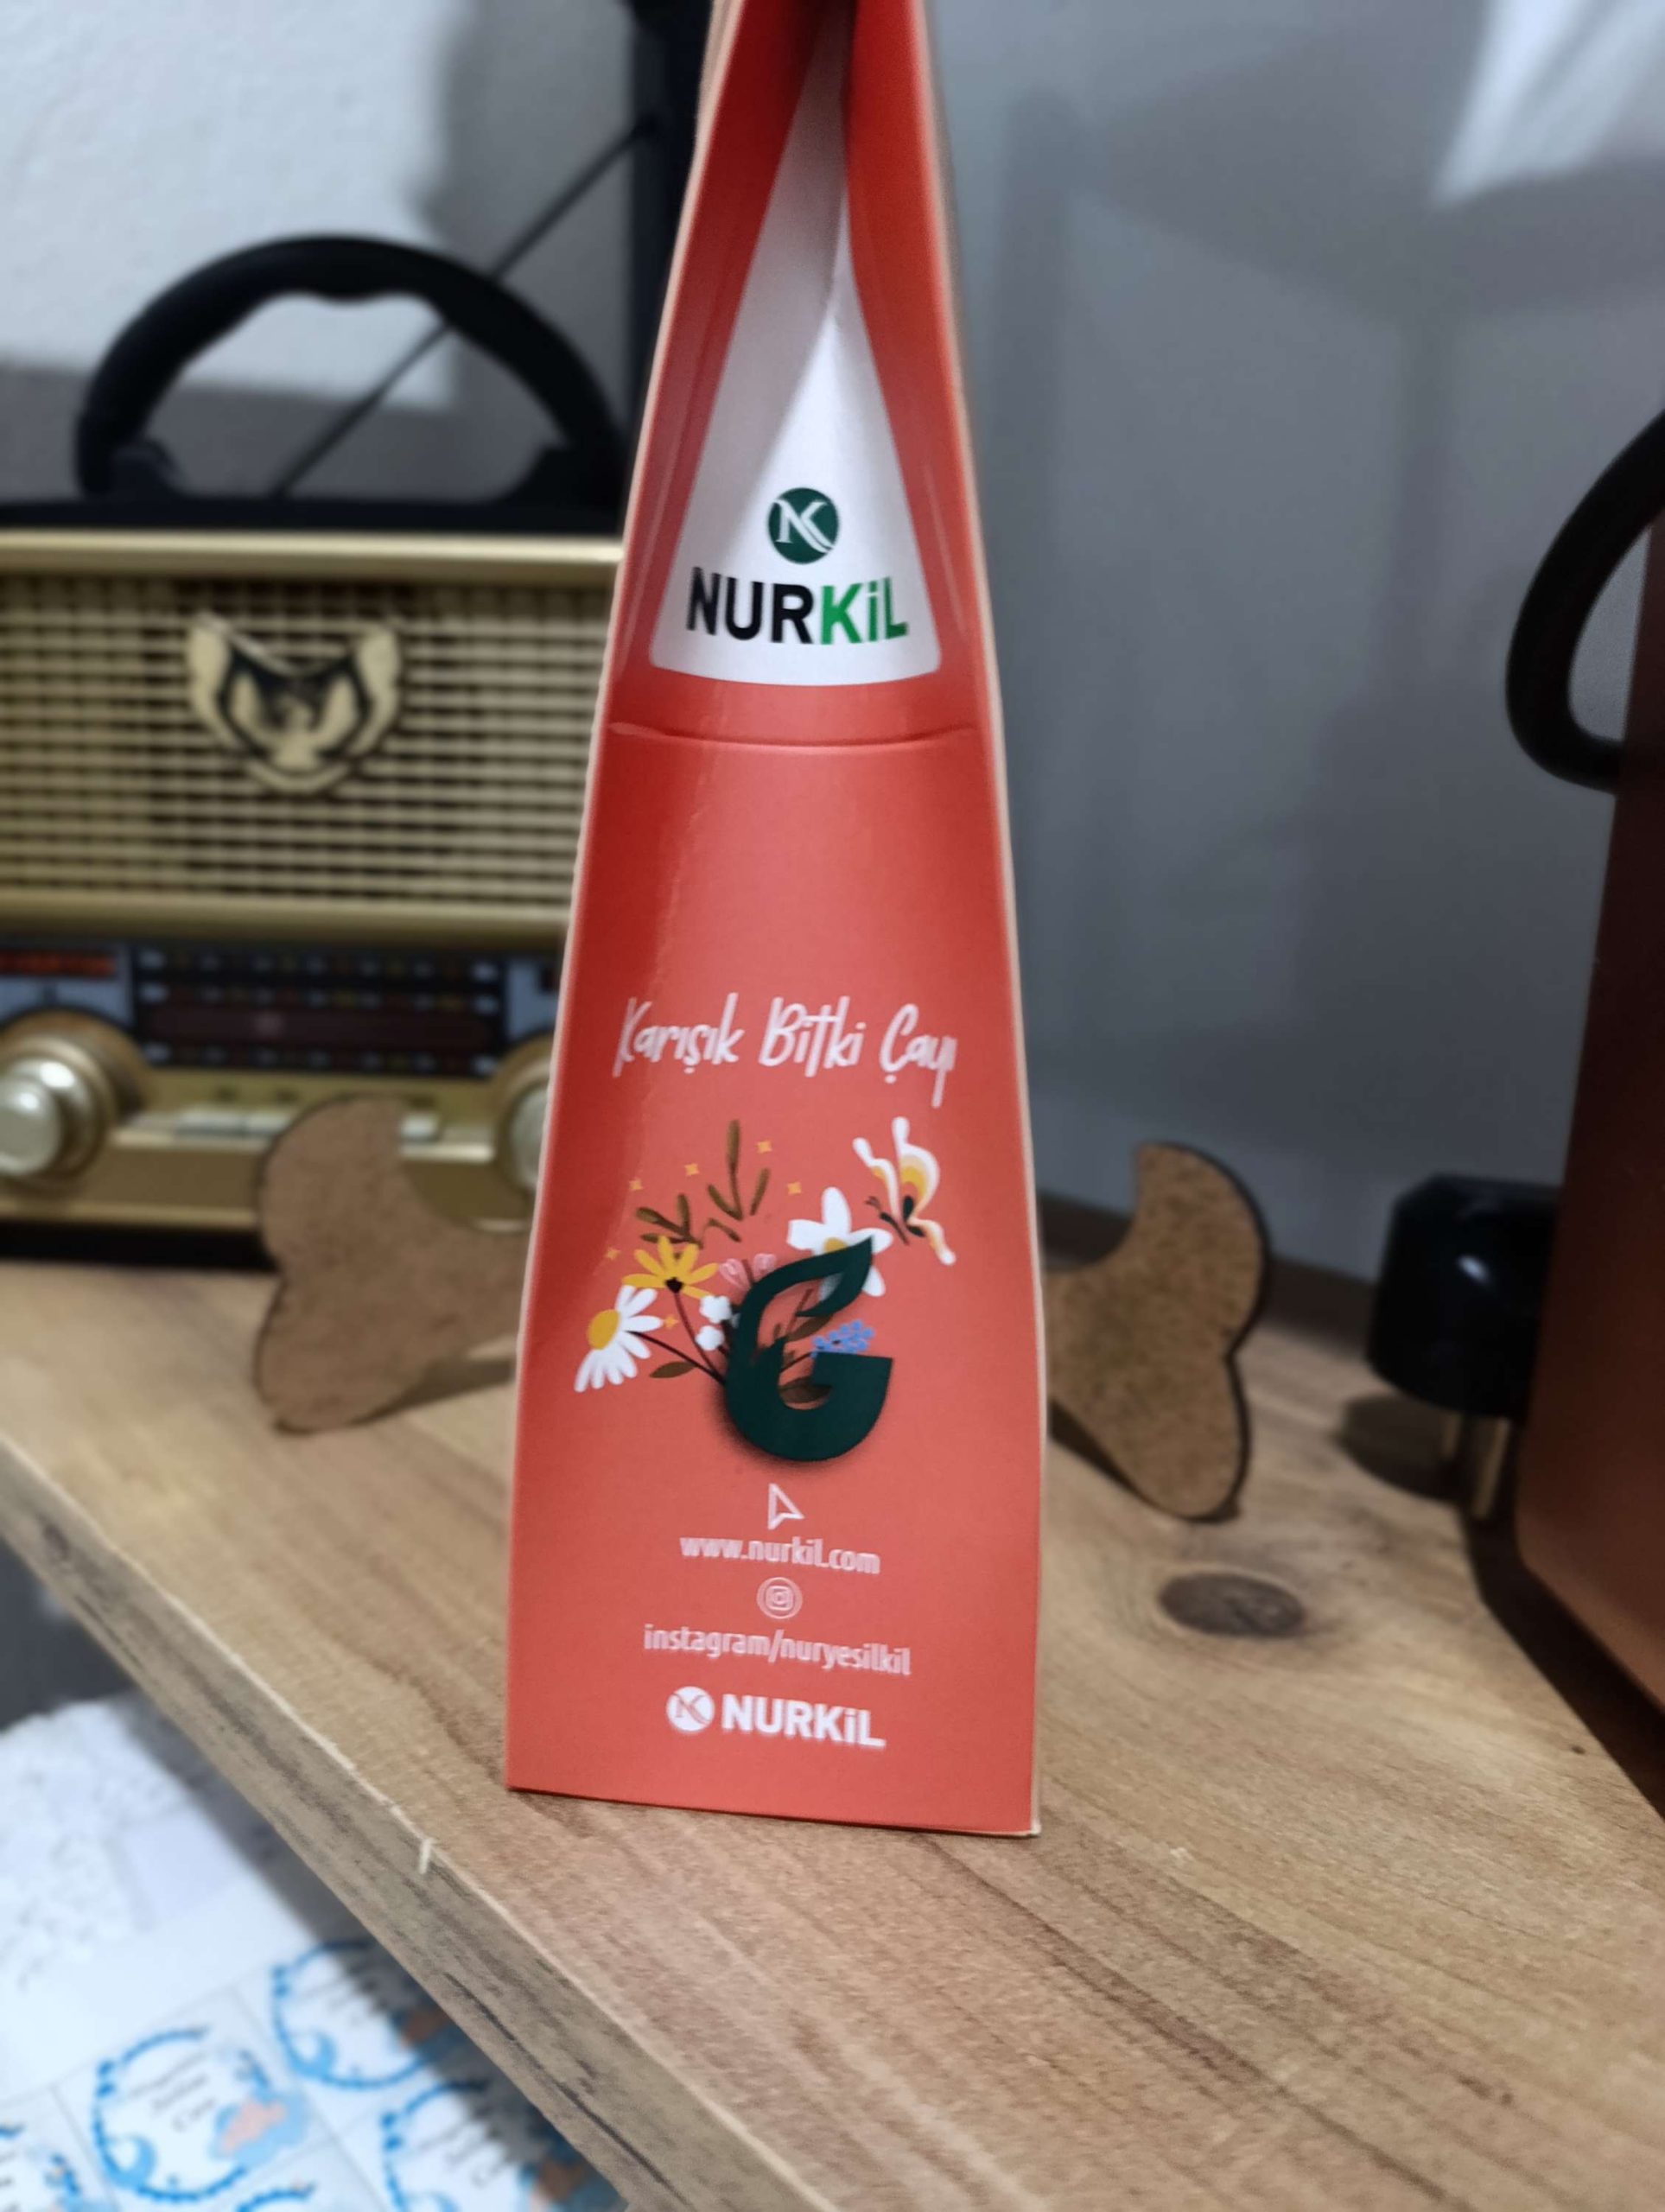 NURKiL
Karışık Bitki Çayı
www.nurkil.com
instagram/nuryesilkil
NURKiL